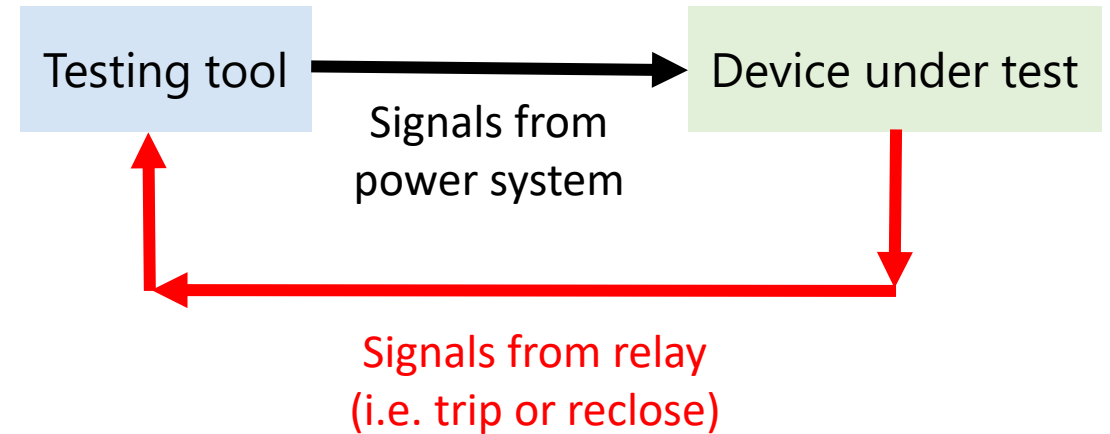 Testing tool
Device under test
Signals from
power system
Signals from relay
(i.e. trip or reclose)